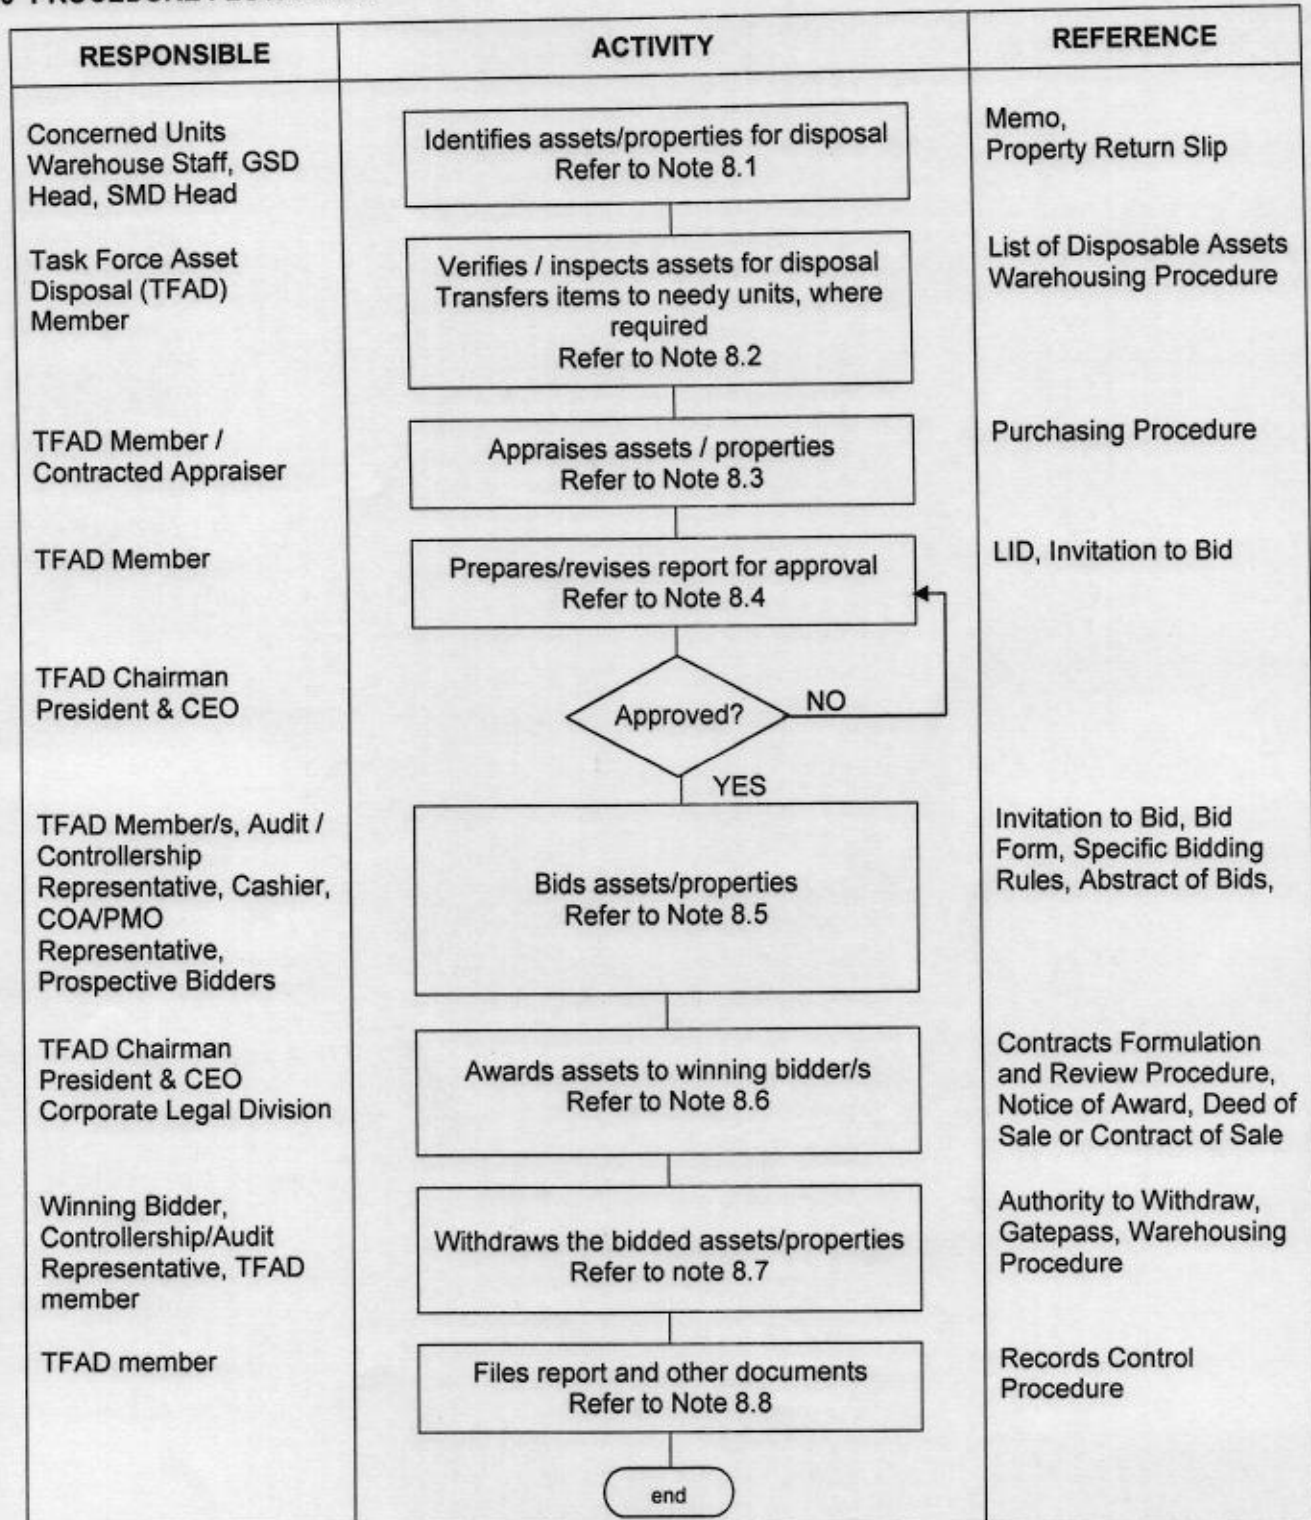 RESPONSIBLE
ACTIVITY
REFERENCE
Concerned Units
Warehouse Staff, GSD
Head, SMD Head
Identifies assets/properties for disposal
Refer to Note 8.1
Memo,
Property Return Slip
Task Force Asset
Disposal (TFAD)
Member
Verifies / inspects assets for disposal
Transfers items to needy units, where
required
Refer to Note 8.2
List of Disposable Assets
Warehousing Procedure
TFAD Member /
Contracted Appraiser
Appraises assets / properties
Refer to Note 8.3
Purchasing Procedure
TFAD Member
Prepares/revises report for approval
Refer to Note 8.4
LID, Invitation to Bid
TFAD Chairman
President & CEO
Approved?
NO
YES
TFAD Member/s, Audit /
Controllership
Representative, Cashier,
COA/PMO
Representative,
Prospective Bidders
Bids assets/properties
Refer to Note 8.5
Invitation to Bid, Bid
Form, Specific Bidding
Rules, Abstract of Bids,
TFAD Chairman
President & CEO
Corporate Legal Division
Awards assets to winning bidder/s
Refer to Note 8.6
Contracts Formulation
and Review Procedure,
Notice of Award, Deed of
Sale or Contract of Sale
Winning Bidder,
Controllership/Audit
Representative, TFAD
member
Withdraws the bidded assets/properties
Refer to note 8.7
Authority to Withdraw,
Gatepass, Warehousing
Procedure
TFAD member
Files report and other documents
Refer to Note 8.8
Records Control
Procedure
end